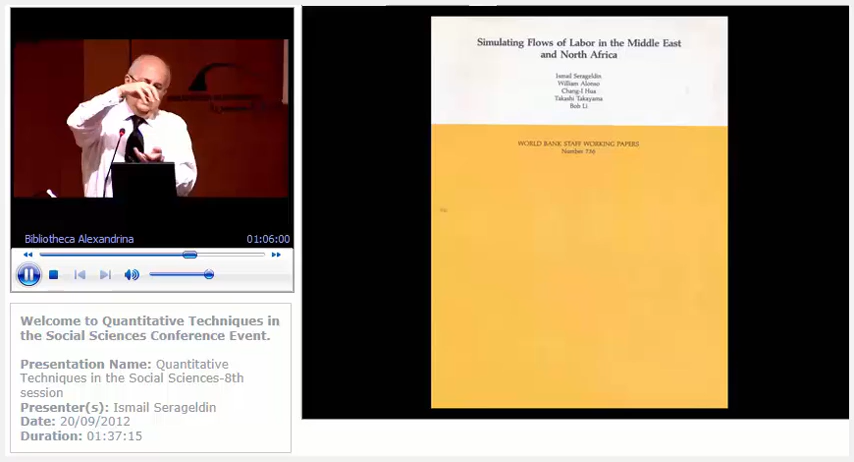 Simulating Flows of Labor in the Middle East
and North Africa
Ismail Serageldin
William Alonso
Chang-I Hua
Takashi Takayama
Bob Li
WORLD BANK STAFF WORKING PAPERS
Number 736
Bibliotheca Alexandrina 01:06:00
Welcome to Quantitative Techniques in
the Social Sciences Conference Event.
Presentation Name: Quantitative
Techniques in the Social Sciences-8th
session
Presenter(s): Ismail Serageldin
Date: 20/09/2012
Duration: 01:37:15